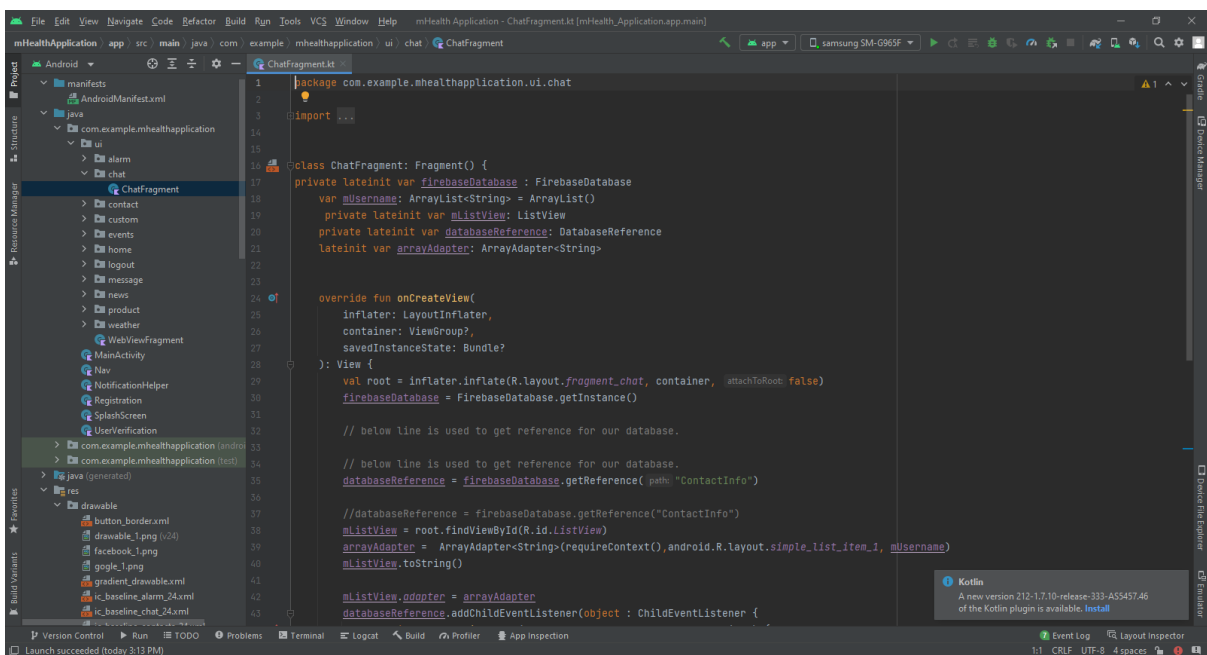 File Edit View Navigate Code Refactor Build Run Tools VCS Window Help mHealth Application - ChatFragment.kt [mHealth_Application.app.main]
mHealthApplication app src main java com example mhealthapplication ui chat ChatFragment app samsung SM-G965F
Android ChatFragment.kt
Project
Structure
Resource Manager
Favorites
Build Variants
manifests
AndroidManifest.xml
java
com.example.mhealthapplication
ui
alarm
chat
ChatFragment
contact
custom
events
home
logout
message
news
product
weather
WebViewFragment
MainActivity
Nav
NotificationHelper
Registration
SplashScreen
UserVerification
com.example.mhealthapplication (androi
com.example.mhealthapplication (test)
java (generated)
res
drawable
button_border.xml
drawable_1.png (v24)
facebook_1.png
gogle_1.png
gradient_drawable.xml
ic_baseline_alarm_24.xml
ic_baseline_chat_24.xml
1 package com.example.mhealthapplication.ui.chat
2
3 import ...
14
15
16 class ChatFragment: Fragment() {
17 private lateinit var firebaseDatabase : FirebaseDatabase
18 var mUsername: ArrayList<String> = ArrayList()
19 private lateinit var mListView: ListView
20 private lateinit var databaseReference: DatabaseReference
21 lateinit var arrayAdapter: ArrayAdapter<String>
22
23
24 override fun onCreateView(
25 inflater: LayoutInflater,
26 container: ViewGroup?,
27 savedInstanceState: Bundle?
28 ): View {
29 val root = inflater.inflate(R.layout.fragment_chat, container, attachToRoot: false)
30 firebaseDatabase = FirebaseDatabase.getInstance()
31
32 // below line is used to get reference for our database.
33
34 // below line is used to get reference for our database.
35 databaseReference = firebaseDatabase.getReference( path: "ContactInfo")
36
37 //databaseReference = firebaseDatabase.getReference("ContactInfo")
38 mListView = root.findViewById(R.id.ListView)
39 arrayAdapter = ArrayAdapter<String>(requireContext(),android.R.layout.simple_list_item_1, mUsername)
40 mListView.toString()
41
42 mListView.adapter = arrayAdapter
43 databaseReference.addChildEventListener(object : ChildEventListener {
1
Gradle
Device Manager
Device File Explorer
Emulator
Kotlin
A new version 212-1.7.10-release-333-AS5457.46
of the Kotlin plugin is available. Install
Version Control Run TODO Problems Terminal Logcat Build Profiler App Inspection 7 Event Log Layout Inspector
Launch succeeded (today 3:13 PM) 1:1 CRLF UTF-8 4 spaces